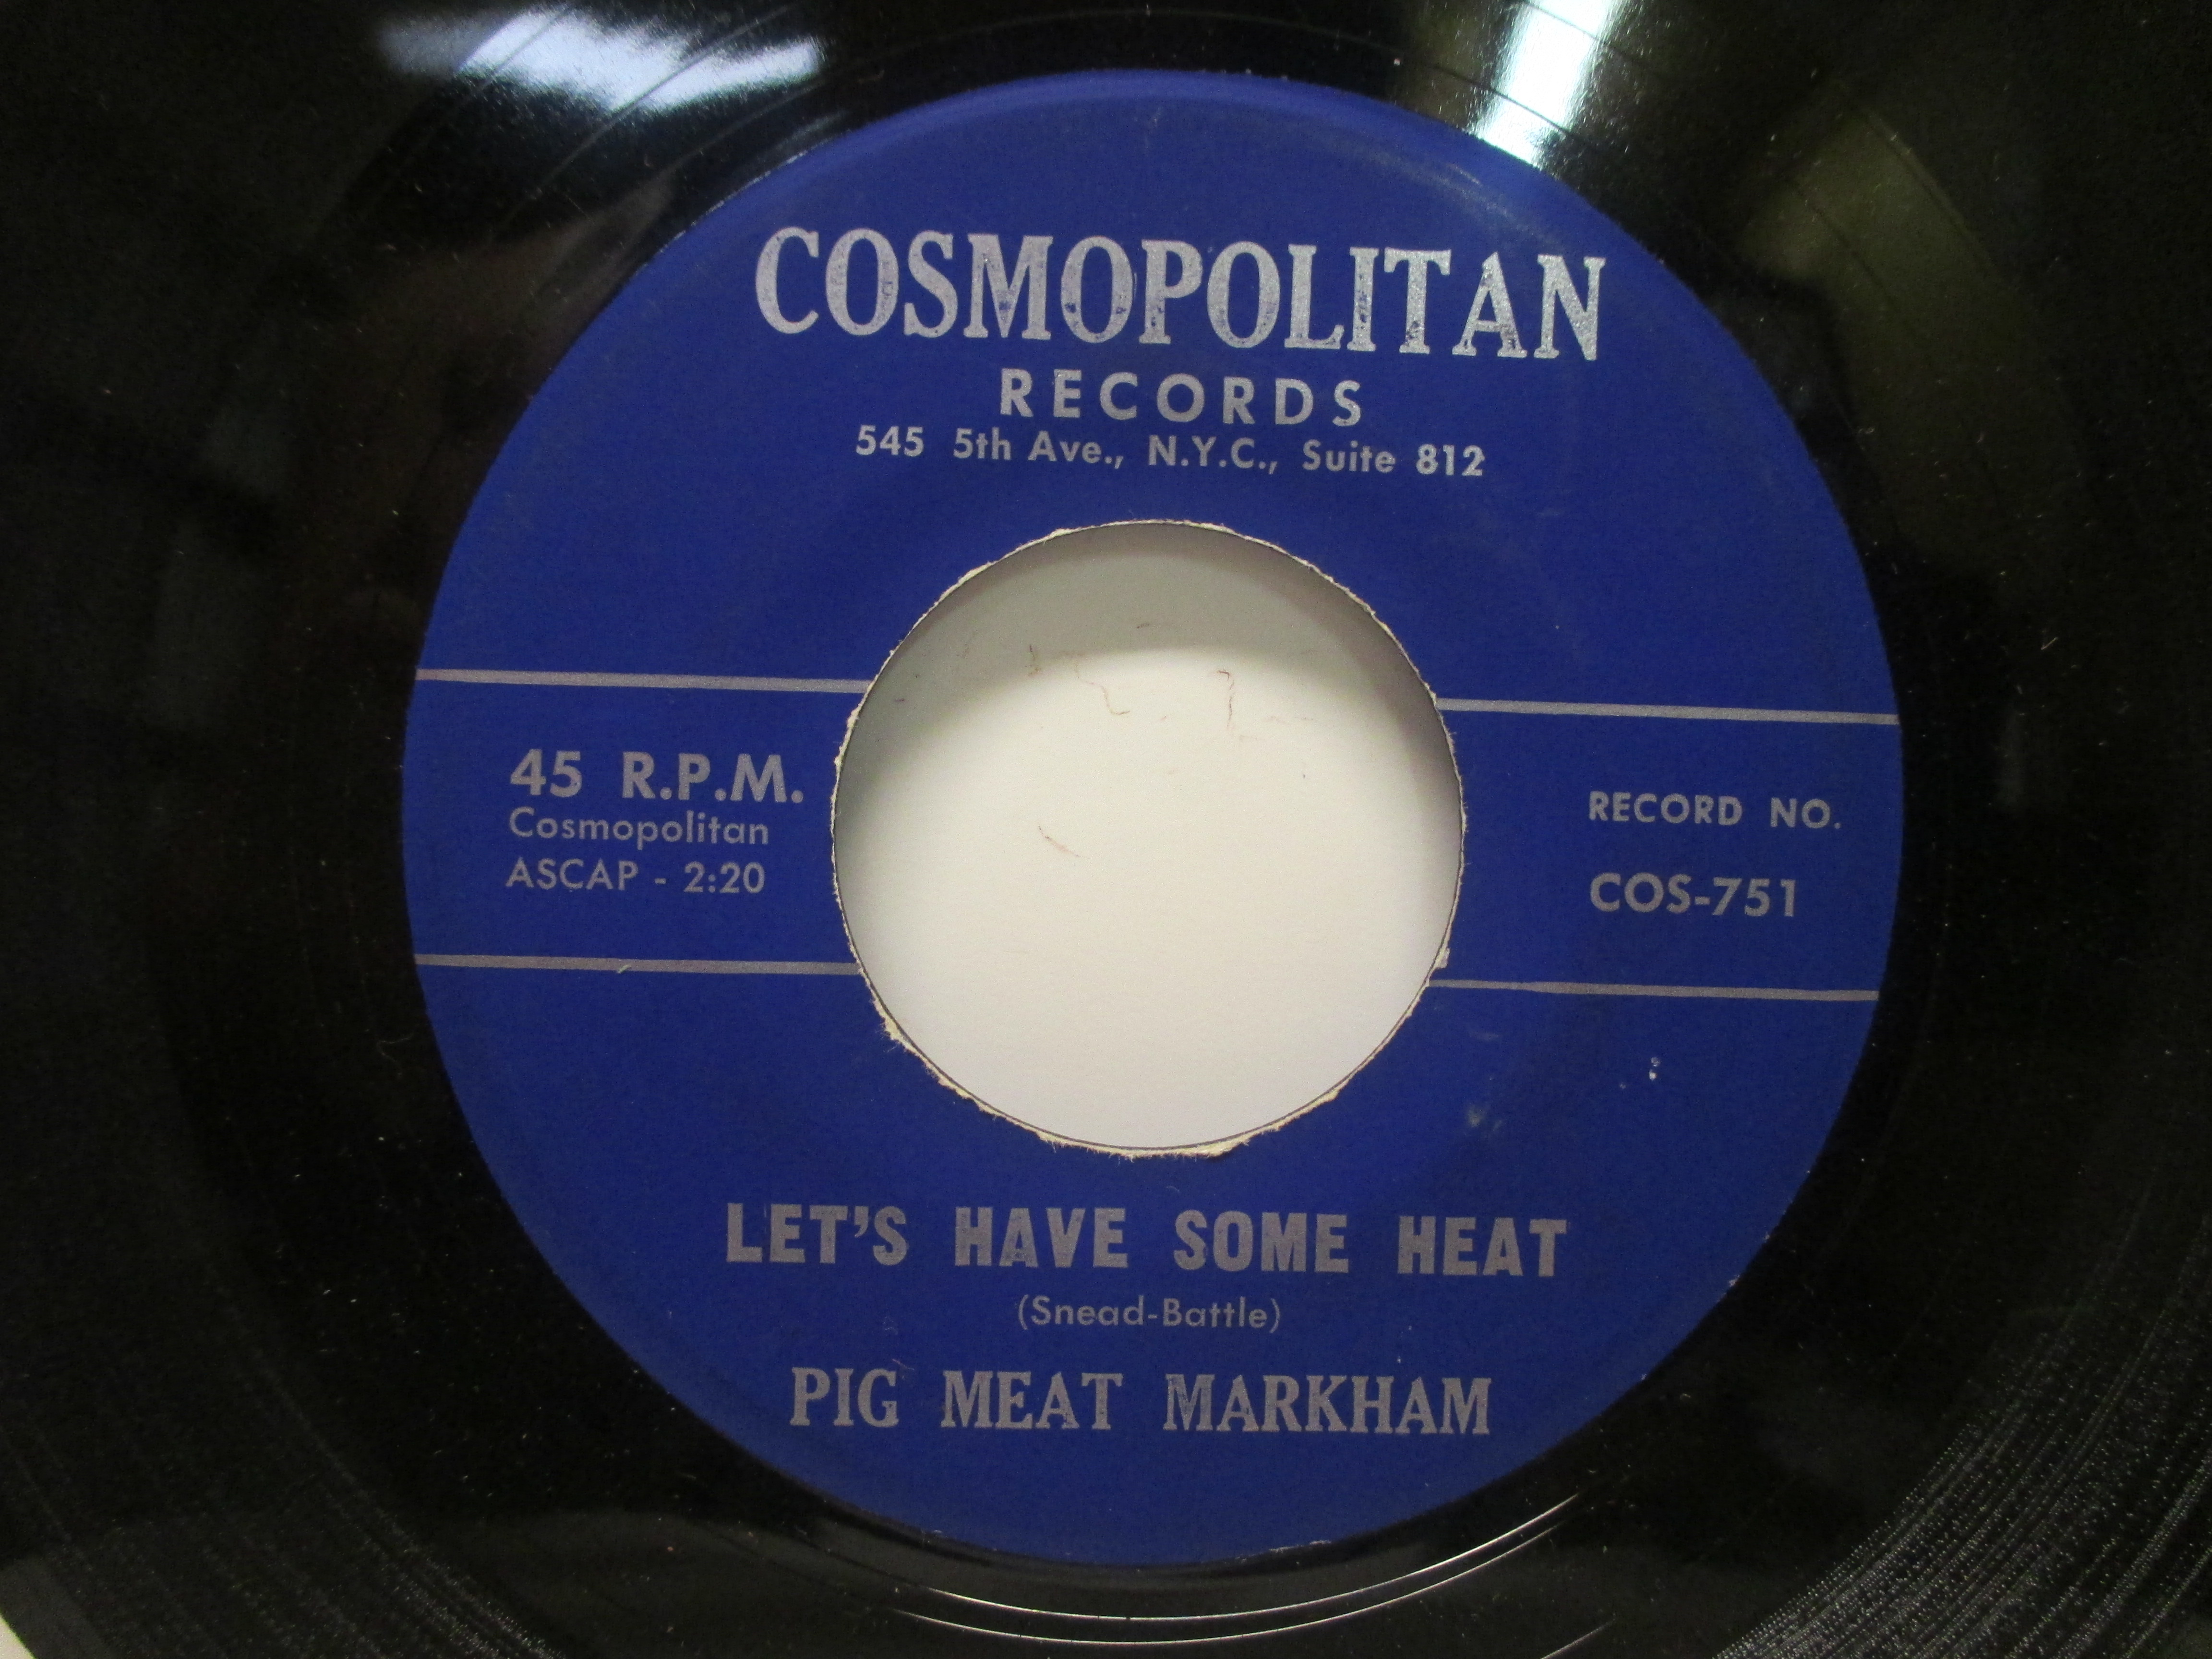 COSMOPOLITAN
RECORDS
545 5th Ave., N.Y.C., Suite 812
45 R.P.M.
Cosmopolitan
ASCAP - 2:20
RECORD NO.
COS-751
LET'S HAVE SOME HEAT
(Snead-Battle)
PIG MEAT MARKHAM